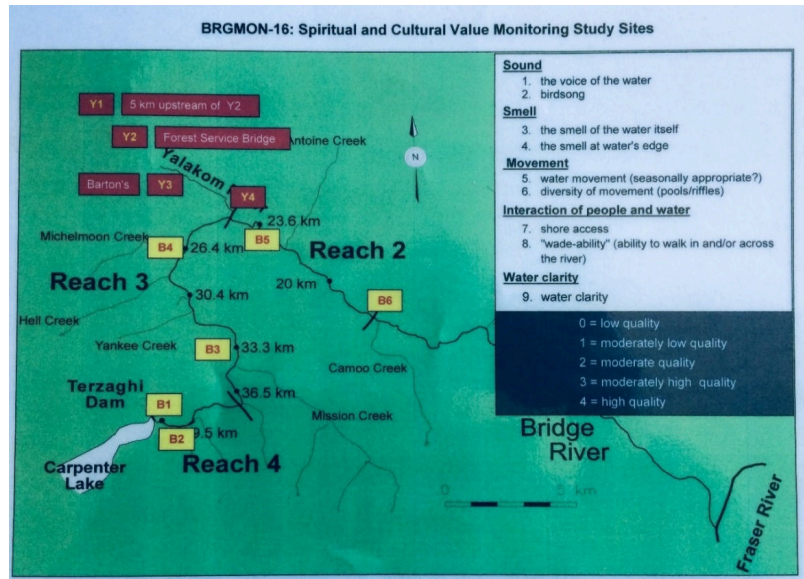 BRGMON-16: Spiritual and Cultural Value Monitoring Study Sites
Y1
5 km upstream of Y2
Y2
Forest Service Bridge
Antoine Creek
Barton's
Y3
Yalakom
Y4
N
23.6 km
Michelmoon Creek
B4
26.4 km
B5
Reach 2
Reach 3
30.4 km
20 km
B6
Hell Creek
Yankee Creek
B3
33.3 km
Camoo Creek
Terzaghi
Dam
B1
36.5 km
Mission Creek
B2
9.5 km
Reach 4
Carpenter
Lake
Bridge
River
0
5 km
Fraser River
Sound
1. the voice of the water
2. birdsong
Smell
3. the smell of the water itself
4. the smell at water's edge
Movement
5. water movement (seasonally appropriate?)
6. diversity of movement (pools/riffles)
Interaction of people and water
7. shore access
8. "wade-ability" (ability to walk in and/or across
the river)
Water clarity
9. water clarity
0 = low quality
1 = moderately low quality
2 = moderate quality
3 = moderately high quality
4 = high quality